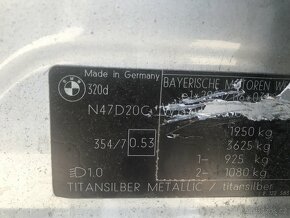 Made in Germany
320d
BAYERISCHE MOTOREN W
N47D20C
1950 kg
354/7 0.53
3625 kg
1- 925 kg
1.0
2- 1080 kg
TITANSILBER METALLIC / titansilber